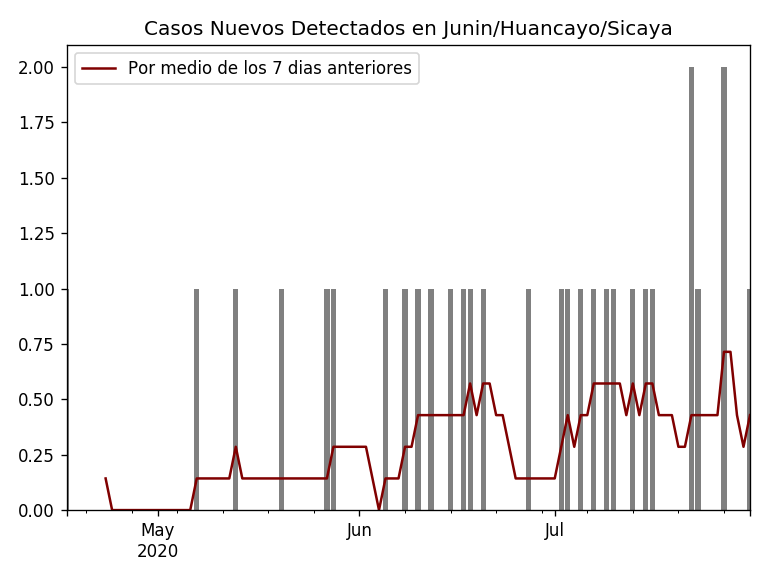 Casos Nuevos Detectados en Junin/Huancayo/Sicaya
Por medio de los 7 dias anteriores
2.00
1.75
1.50
1.25
1.00
0.75
0.50
0.25
0.00
May
2020
Jun
Jul